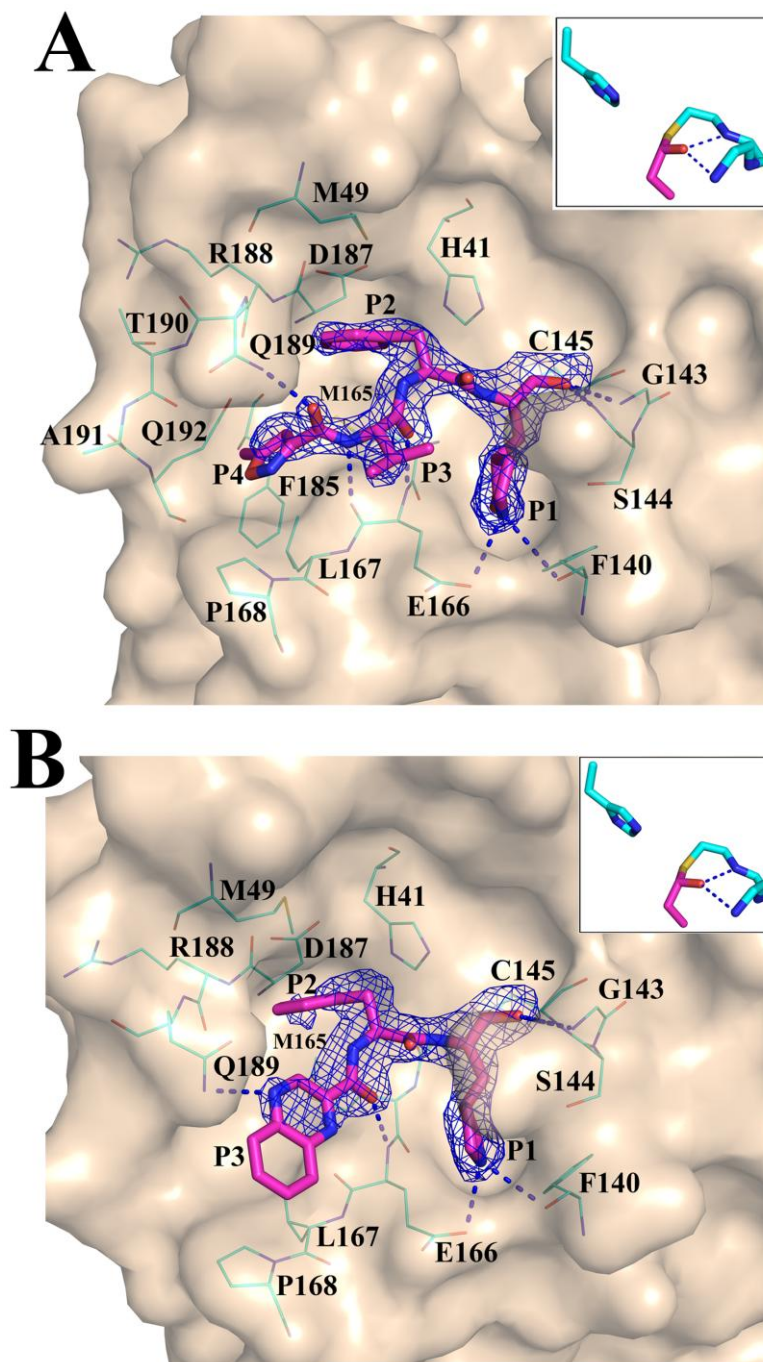 A
M49
R188
D187
H41
T190
P2
Q189
C145
G143
M165
A191
Q192
P4
F185
P3
S144
P1
L167
F140
P168
E166
B
M49
H41
R188
D187
P2
C145
G143
M165
Q189
S144
P3
P1
F140
L167
E166
P168